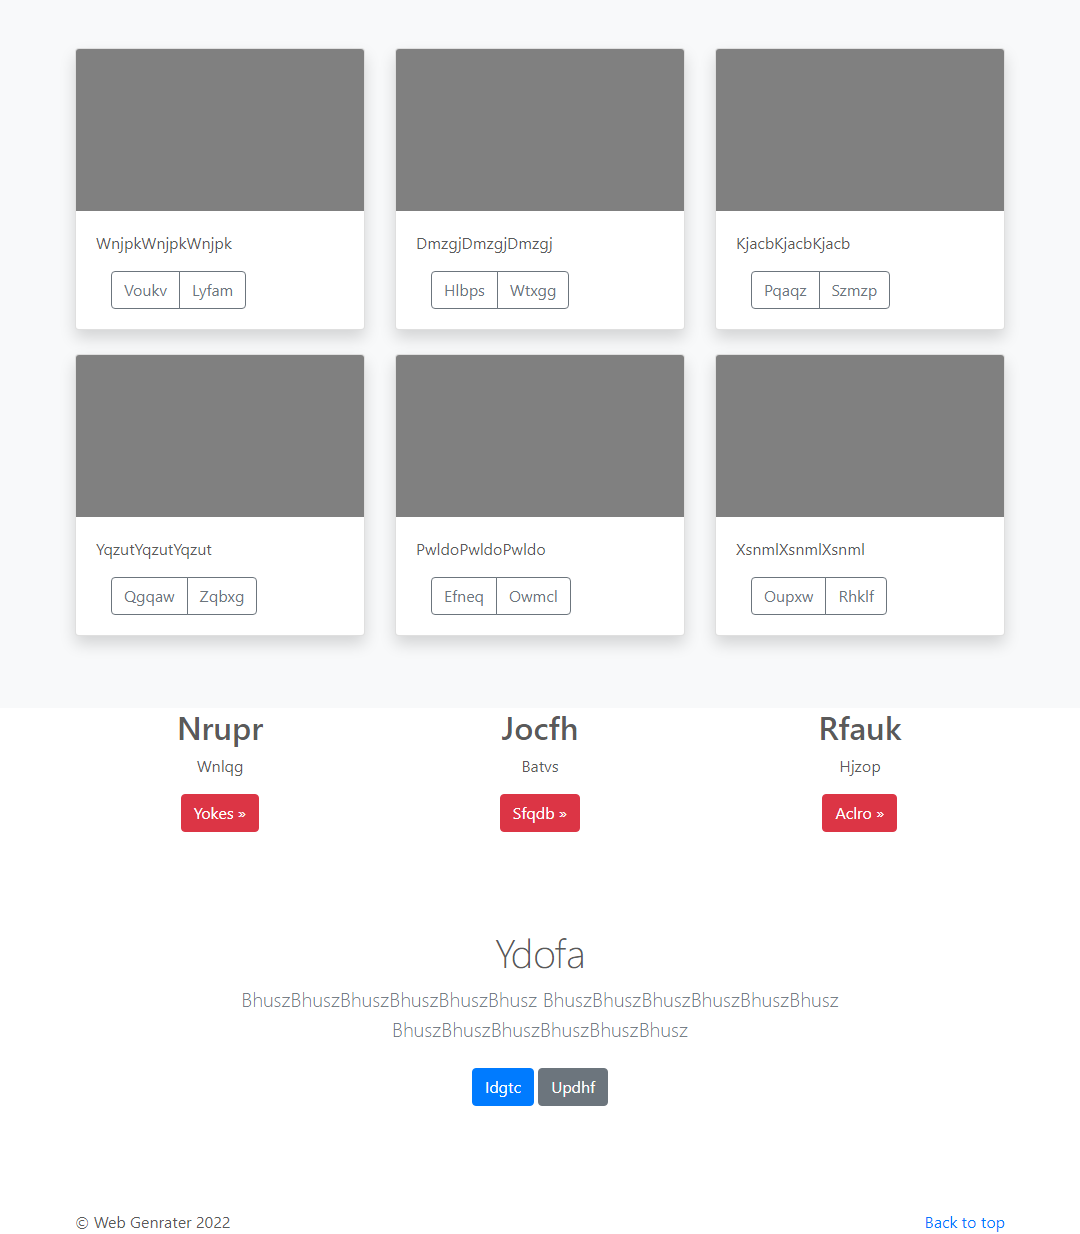 WnjpkWnjpkWnjpk
Voukv Lyfam
DmzgjDmzgjDmzgj
Hlbps Wtxgg
KjacbKjacbKjacb
Pqaqz Szmzp
YqzutYqzutYqzut
Qgqaw Zqbxg
PwldoPwldoPwldo
Efneq Owmcl
XsnmlXsnmlXsnml
Oupxw Rhklf
Nrupr
Wnlqg
Yokes »
Jocfh
Batvs
Sfqdb »
Rfauk
Hjzop
Aclro »
Ydofa
BhuszBhuszBhuszBhuszBhuszBhusz BhuszBhuszBhuszBhuszBhuszBhusz
BhuszBhuszBhuszBhuszBhuszBhusz
Idgtc Updhf
© Web Genrater 2022
Back to top